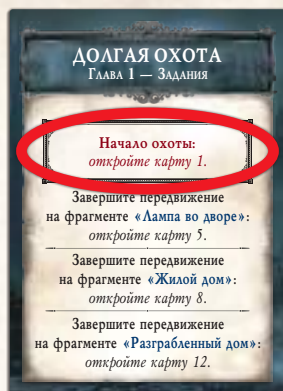 ДОЛГАЯ ОХОТА
Глава 1 — Задания
Начало охоты:
откройте карту 1.
Завершите передвижение
на фрагменте «Лампа во дворе»:
откройте карту 5.
Завершите передвижение
на фрагменте «Жилой дом»:
откройте карту 8.
Завершите передвижение
на фрагменте «Разграбленный дом»:
откройте карту 12.